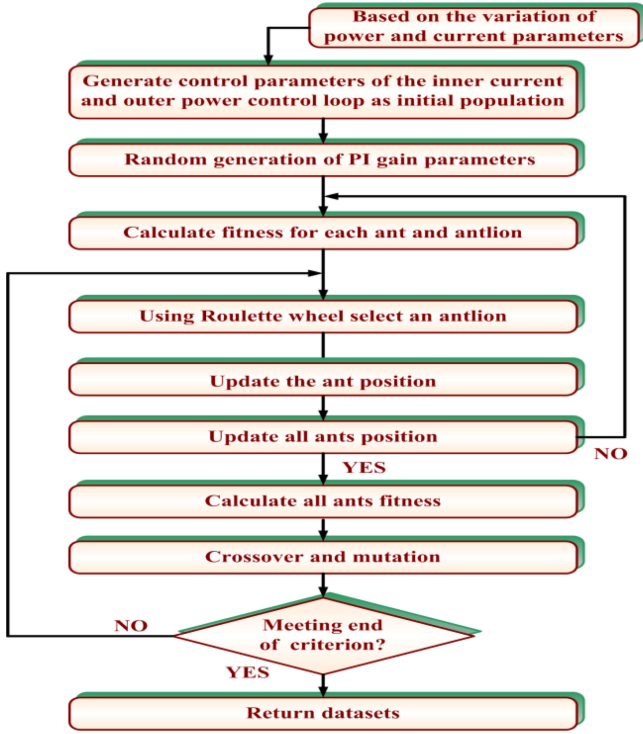 Based on the variation of
power and current parameters
Generate control parameters of the inner current
and outer power control loop as initial population
Random generation of PI gain parameters
Calculate fitness for each ant and antlion
Using Roulette wheel select an antlion
Update the ant position
Update all ants position
NO
YES
Calculate all ants fitness
Crossover and mutation
NO
Meeting end
of criterion?
YES
Return datasets